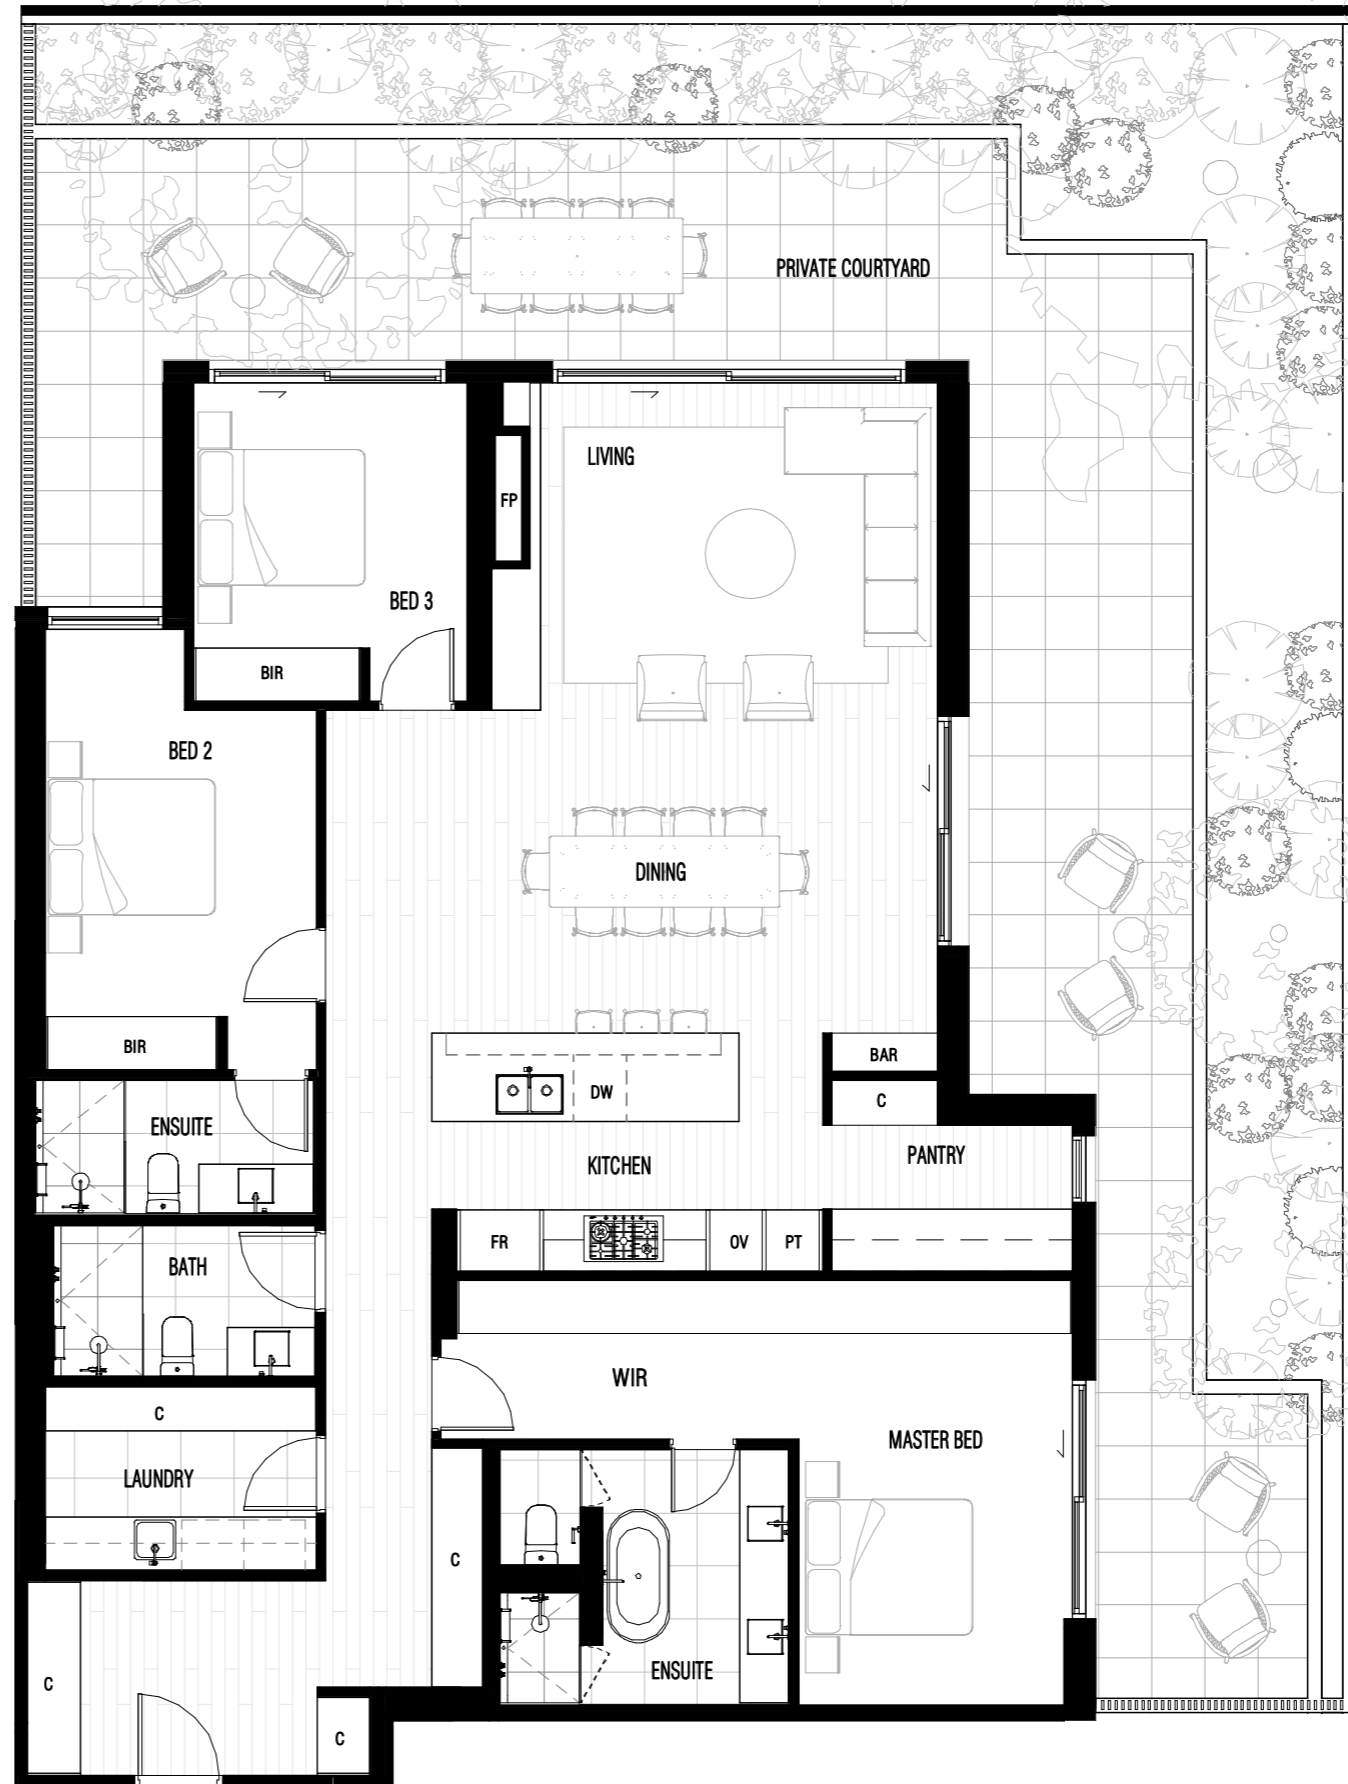 PRIVATE COURTYARD
LIVING
FP
BED 3
BIR
BED 2
DINING
BIR
BAR
DW
C
ENSUITE
PANTRY
KITCHEN
FR
OV
PT
BATH
WIR
C
MASTER BED
LAUNDRY
C
ENSUITE
C
C